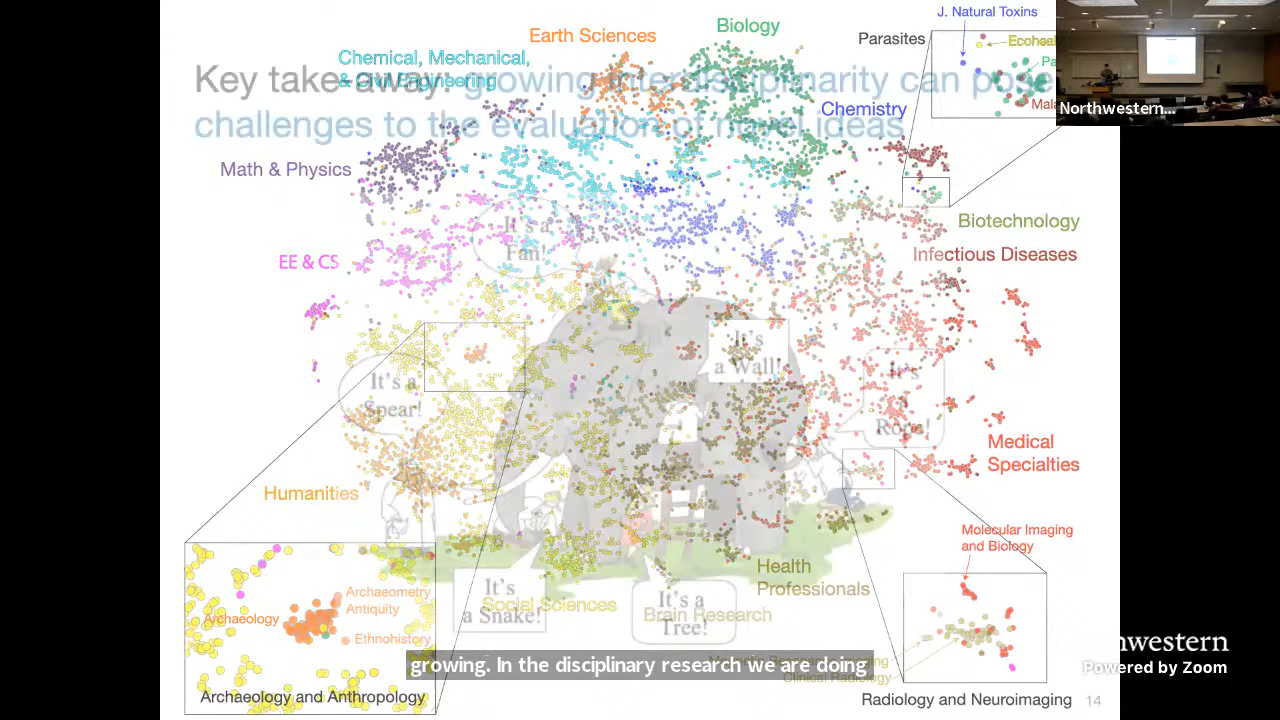 J. Natural Toxins
Biology
Earth Sciences
Parasites
Chemical, Mechanical,
& Civil Engineering
Key take-away: growing interdisciplinarity can pose
challenges to the evaluation of novel ideas
Chemistry
Northwestern...
Math & Physics
Biotechnology
It's a
Fan!
Infectious Diseases
EE & CS
It's
a Wall!
It's a
Spear!
It's
a
Rope!
Medical
Specialties
Humanities
Molecular Imaging
and Biology
Health
Professionals
It's
a Snake!
Social Sciences
It's a
Tree!
Brain Research
Archaeometry
Antiquity
Archaeology
Ethnohistory
Clinical Radiology
growing. In the disciplinary research we are doing
Powered by Zoom
Archaeology and Anthropology
Radiology and Neuroimaging
14